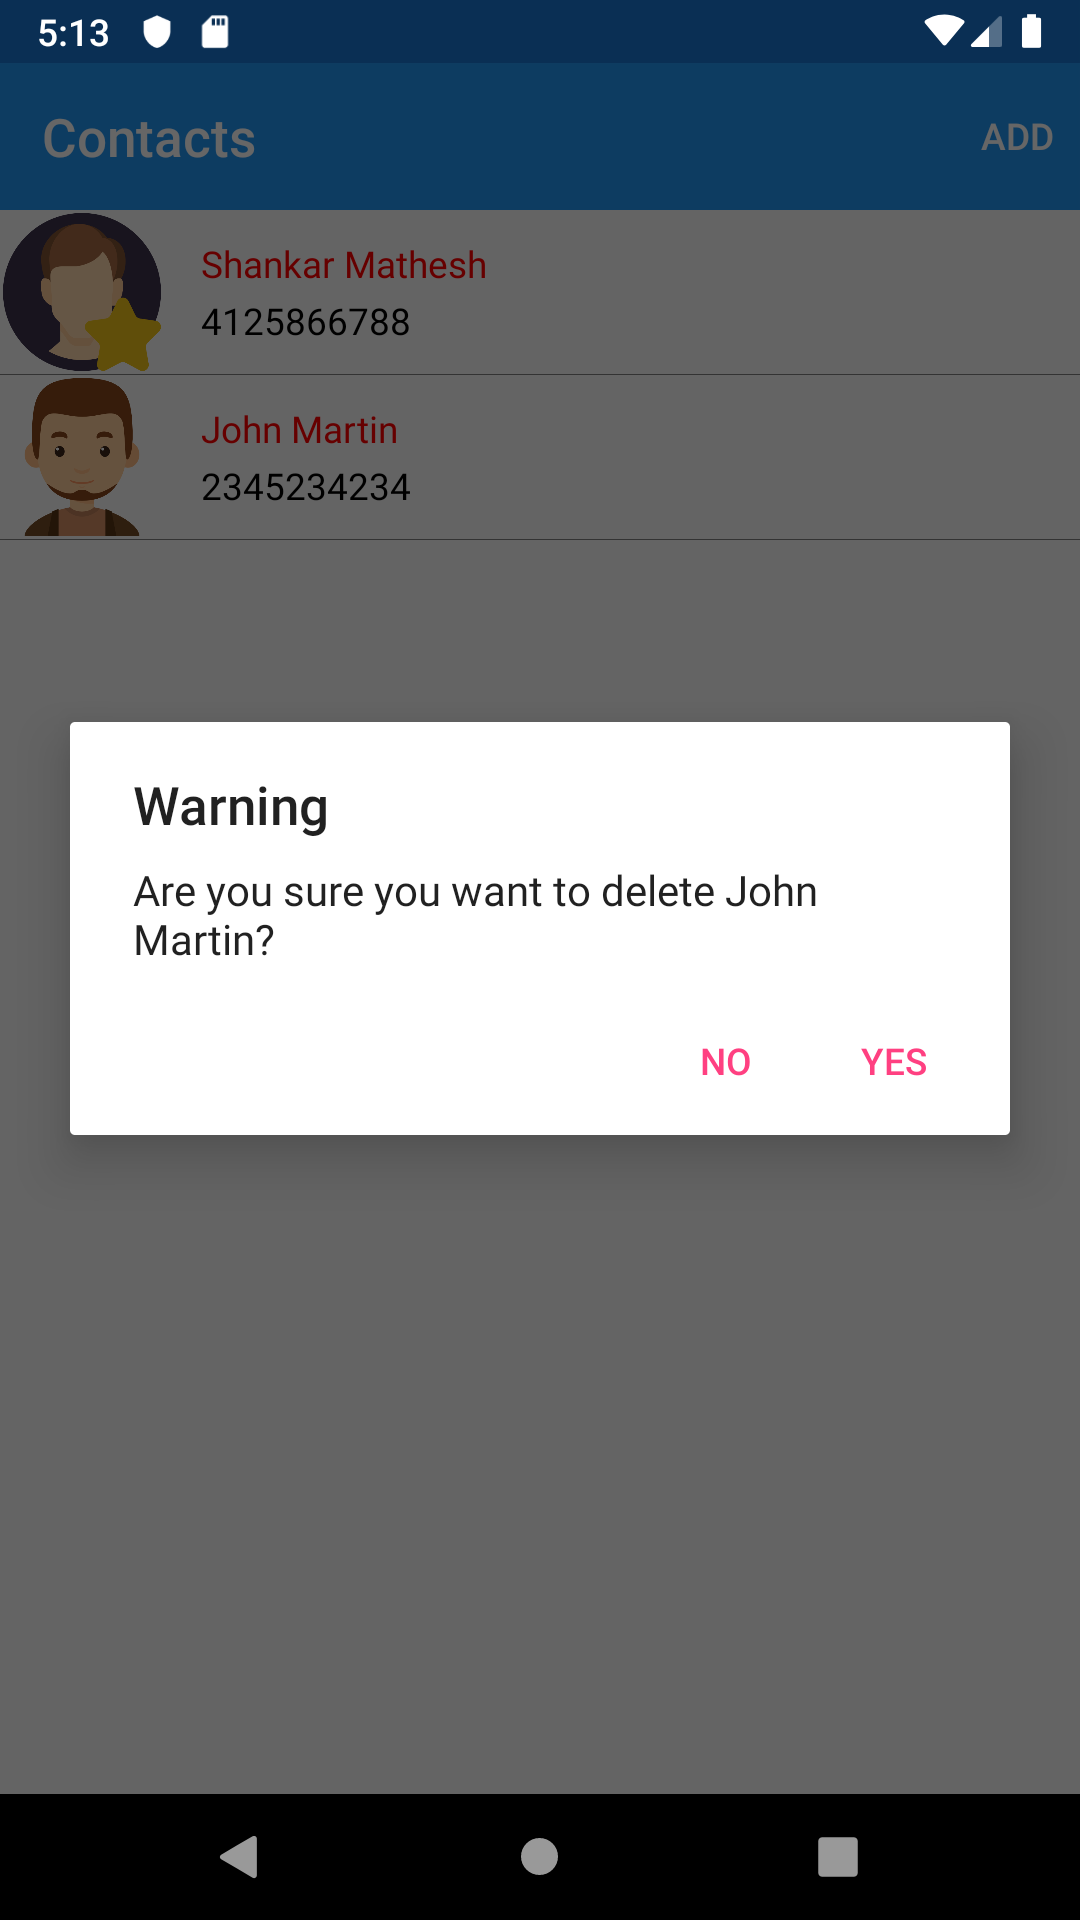 5:13
Contacts
ADD
Shankar Mathesh
4125866788
John Martin
2345234234
Warning
Are you sure you want to delete John
Martin?
NO
YES